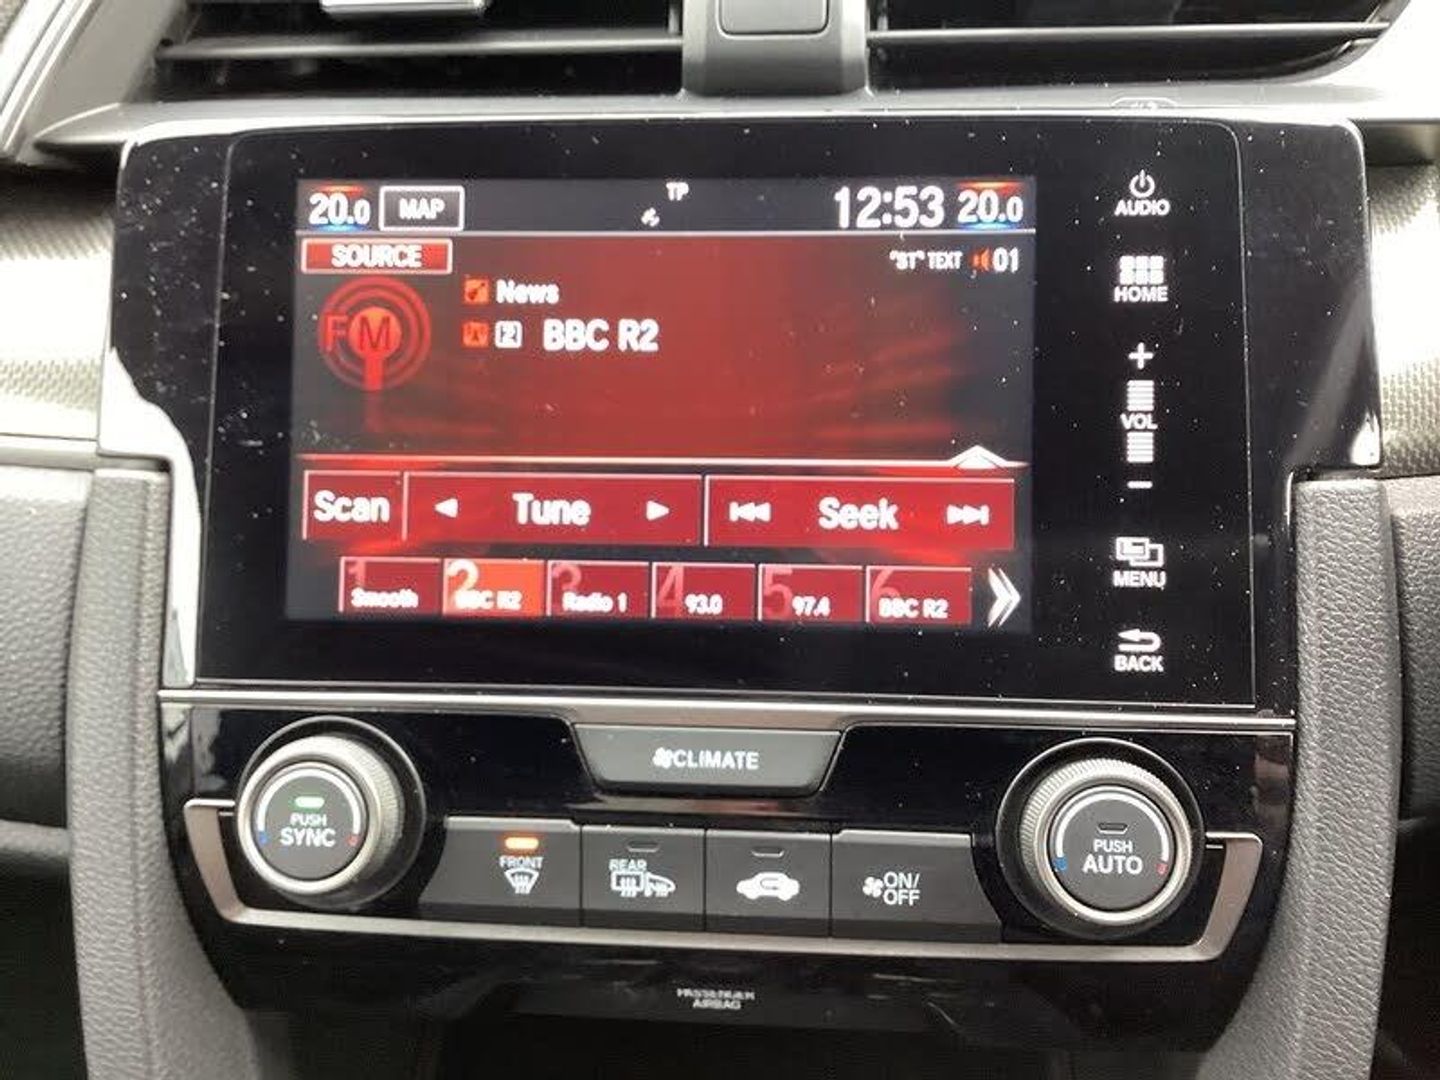 20.0 MAP TP 12:53 20.0
SOURCE "ST" TEXT 01
News
FM 2 BBC R2
Scan Tune Seek
1 Smooth 2 BBC R2 3 Radio 1 4 93.0 5 97.4 6 BBC R2
AUDIO
HOME
+
VOL
−
MENU
BACK
CLIMATE
PUSH
SYNC
FRONT
REAR
ON/
OFF
PUSH
AUTO
PASSENGER
AIRBAG